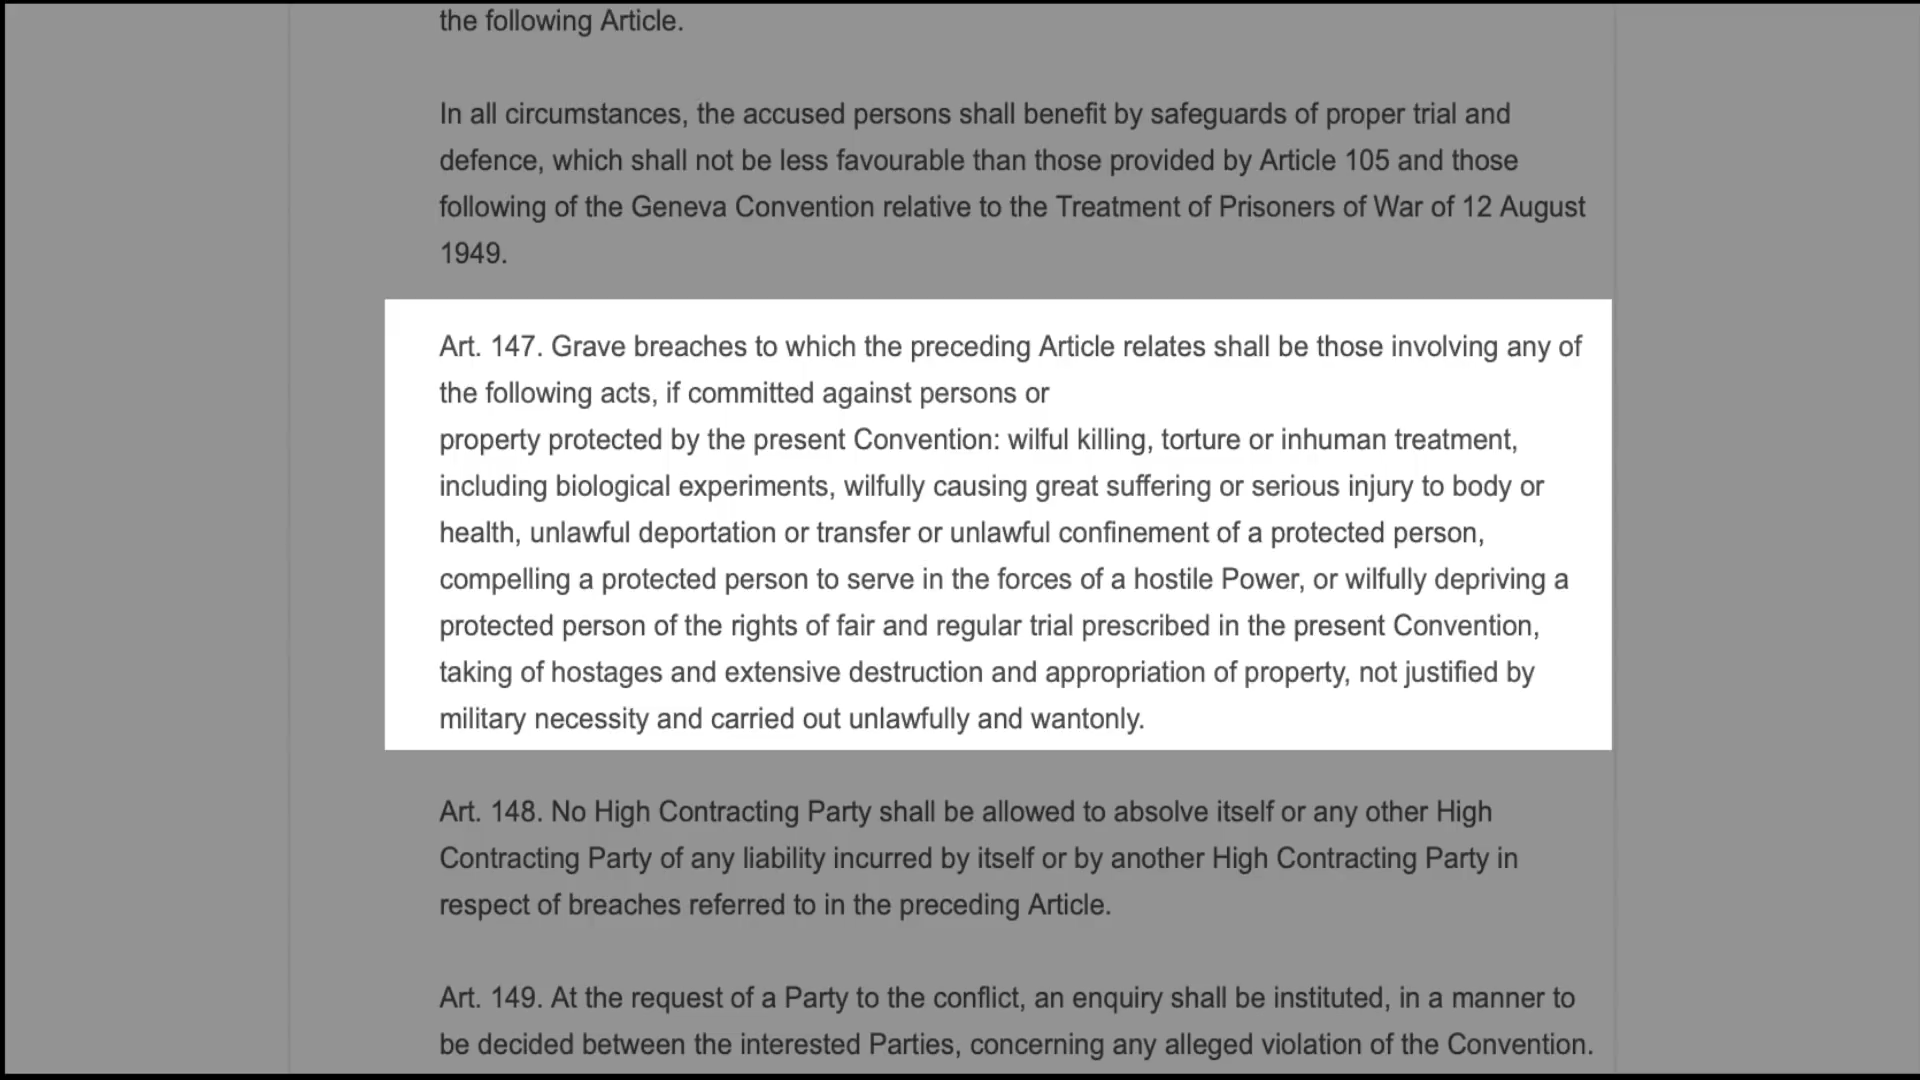 the following Article.
In all circumstances, the accused persons shall benefit by safeguards of proper trial and
defence, which shall not be less favourable than those provided by Article 105 and those
following of the Geneva Convention relative to the Treatment of Prisoners of War of 12 August
1949.
Art. 147. Grave breaches to which the preceding Article relates shall be those involving any of
the following acts, if committed against persons or
property protected by the present Convention: wilful killing, torture or inhuman treatment,
including biological experiments, wilfully causing great suffering or serious injury to body or
health, unlawful deportation or transfer or unlawful confinement of a protected person,
compelling a protected person to serve in the forces of a hostile Power, or wilfully depriving a
protected person of the rights of fair and regular trial prescribed in the present Convention,
taking of hostages and extensive destruction and appropriation of property, not justified by
military necessity and carried out unlawfully and wantonly.
Art. 148. No High Contracting Party shall be allowed to absolve itself or any other High
Contracting Party of any liability incurred by itself or by another High Contracting Party in
respect of breaches referred to in the preceding Article.
Art. 149. At the request of a Party to the conflict, an enquiry shall be instituted, in a manner to
be decided between the interested Parties, concerning any alleged violation of the Convention.